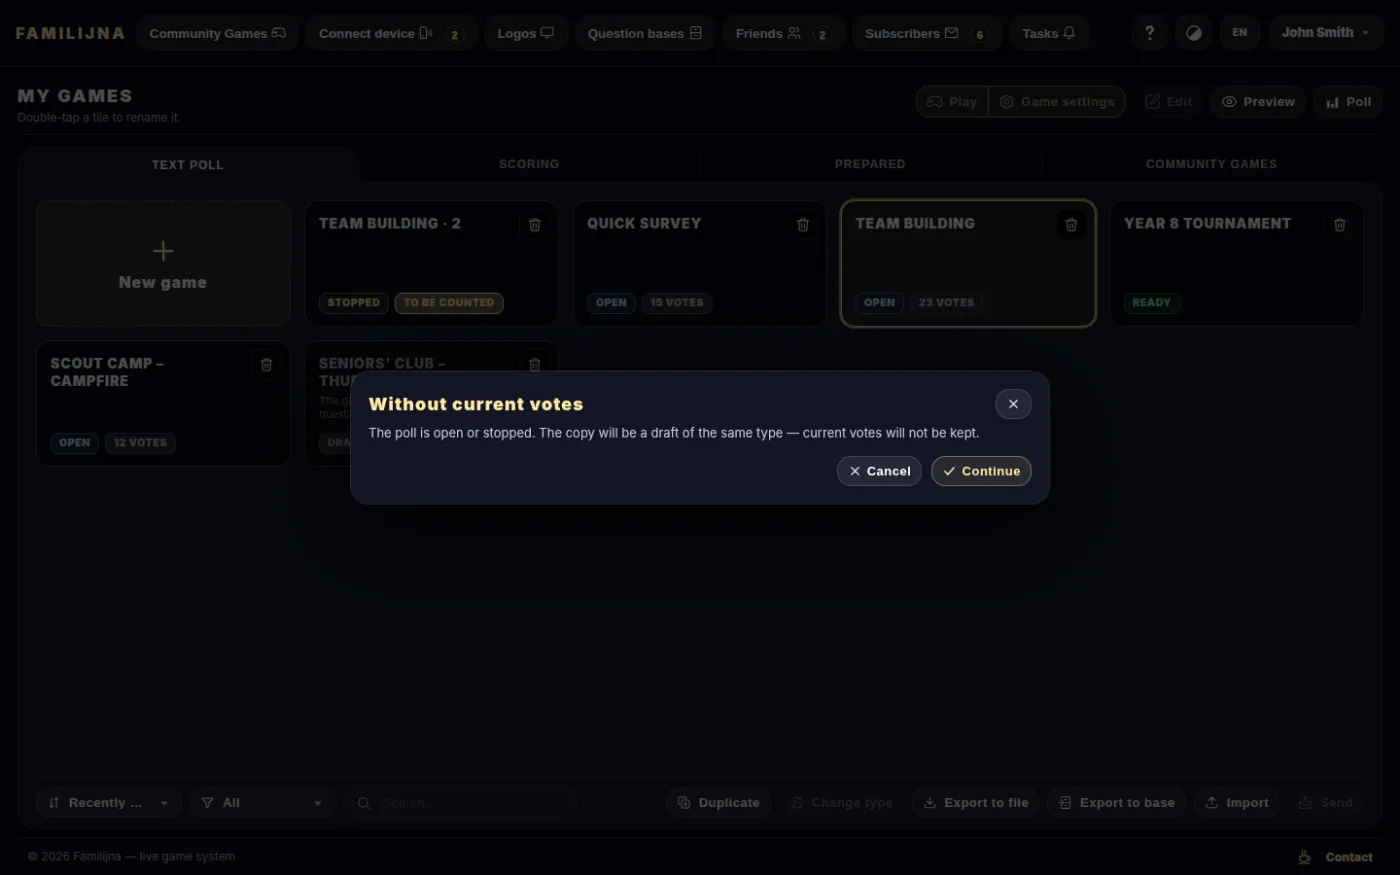 FAMILIJNA
Community Games
Connect device 2
Logos
Question bases
Friends 2
Subscribers 6
Tasks
?
EN
John Smith
MY GAMES
Double-tap a tile to rename it.
Play
Game settings
Edit
Preview
Poll
TEXT POLL
SCORING
PREPARED
COMMUNITY GAMES
New game
TEAM BUILDING · 2
STOPPED
TO BE COUNTED
QUICK SURVEY
OPEN
15 VOTES
TEAM BUILDING
OPEN
23 VOTES
YEAR 8 TOURNAMENT
READY
SCOUT CAMP –
CAMPFIRE
OPEN
12 VOTES
SENIORS' CLUB –
Without current votes
The poll is open or stopped. The copy will be a draft of the same type — current votes will not be kept.
Cancel
Continue
Recently ...
All
Search...
Duplicate
Change type
Export to file
Export to base
Import
Send
© 2026 Familijna — live game system
Contact